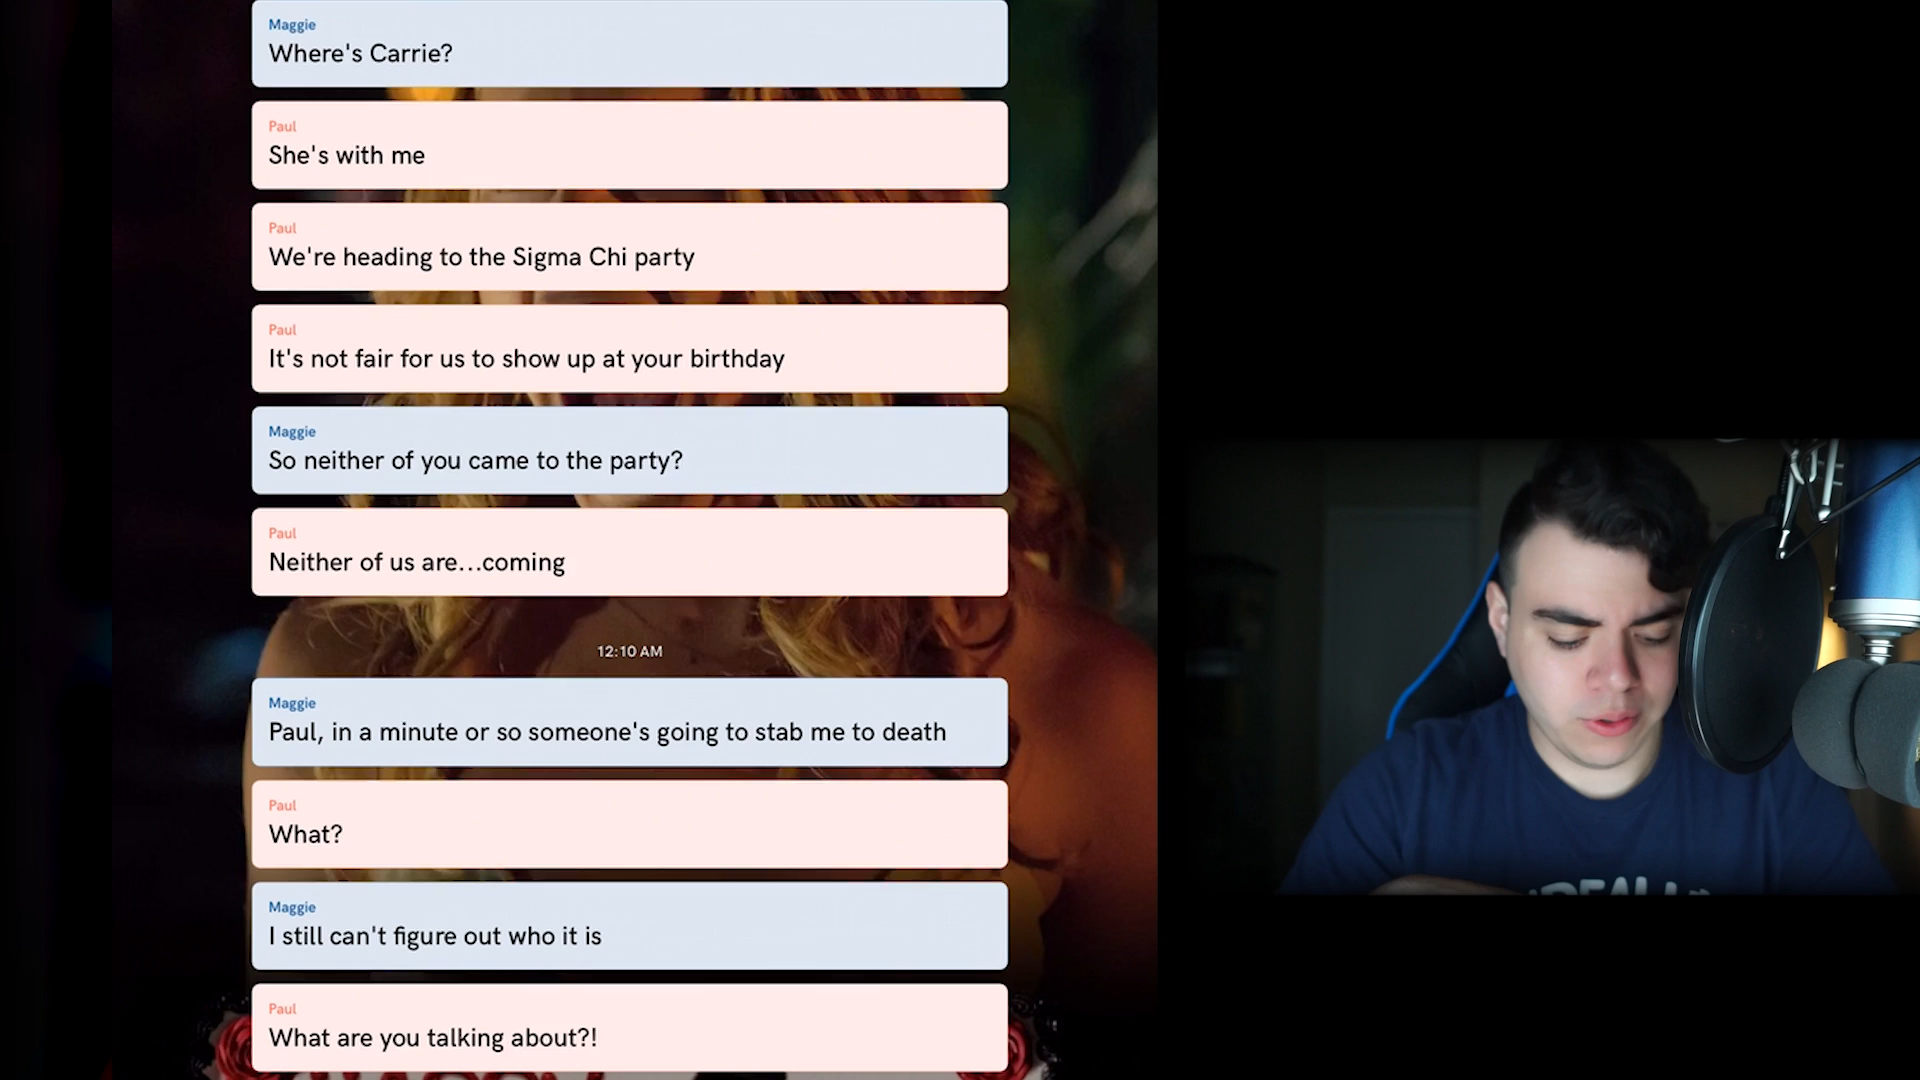 Maggie
Where's Carrie?
Paul
She's with me
Paul
We're heading to the Sigma Chi party
Paul
It's not fair for us to show up at your birthday
Maggie
So neither of you came to the party?
Paul
Neither of us are...coming
12:10 AM
Maggie
Paul, in a minute or so someone's going to stab me to death
Paul
What?
Maggie
I still can't figure out who it is
Paul
What are you talking about?!